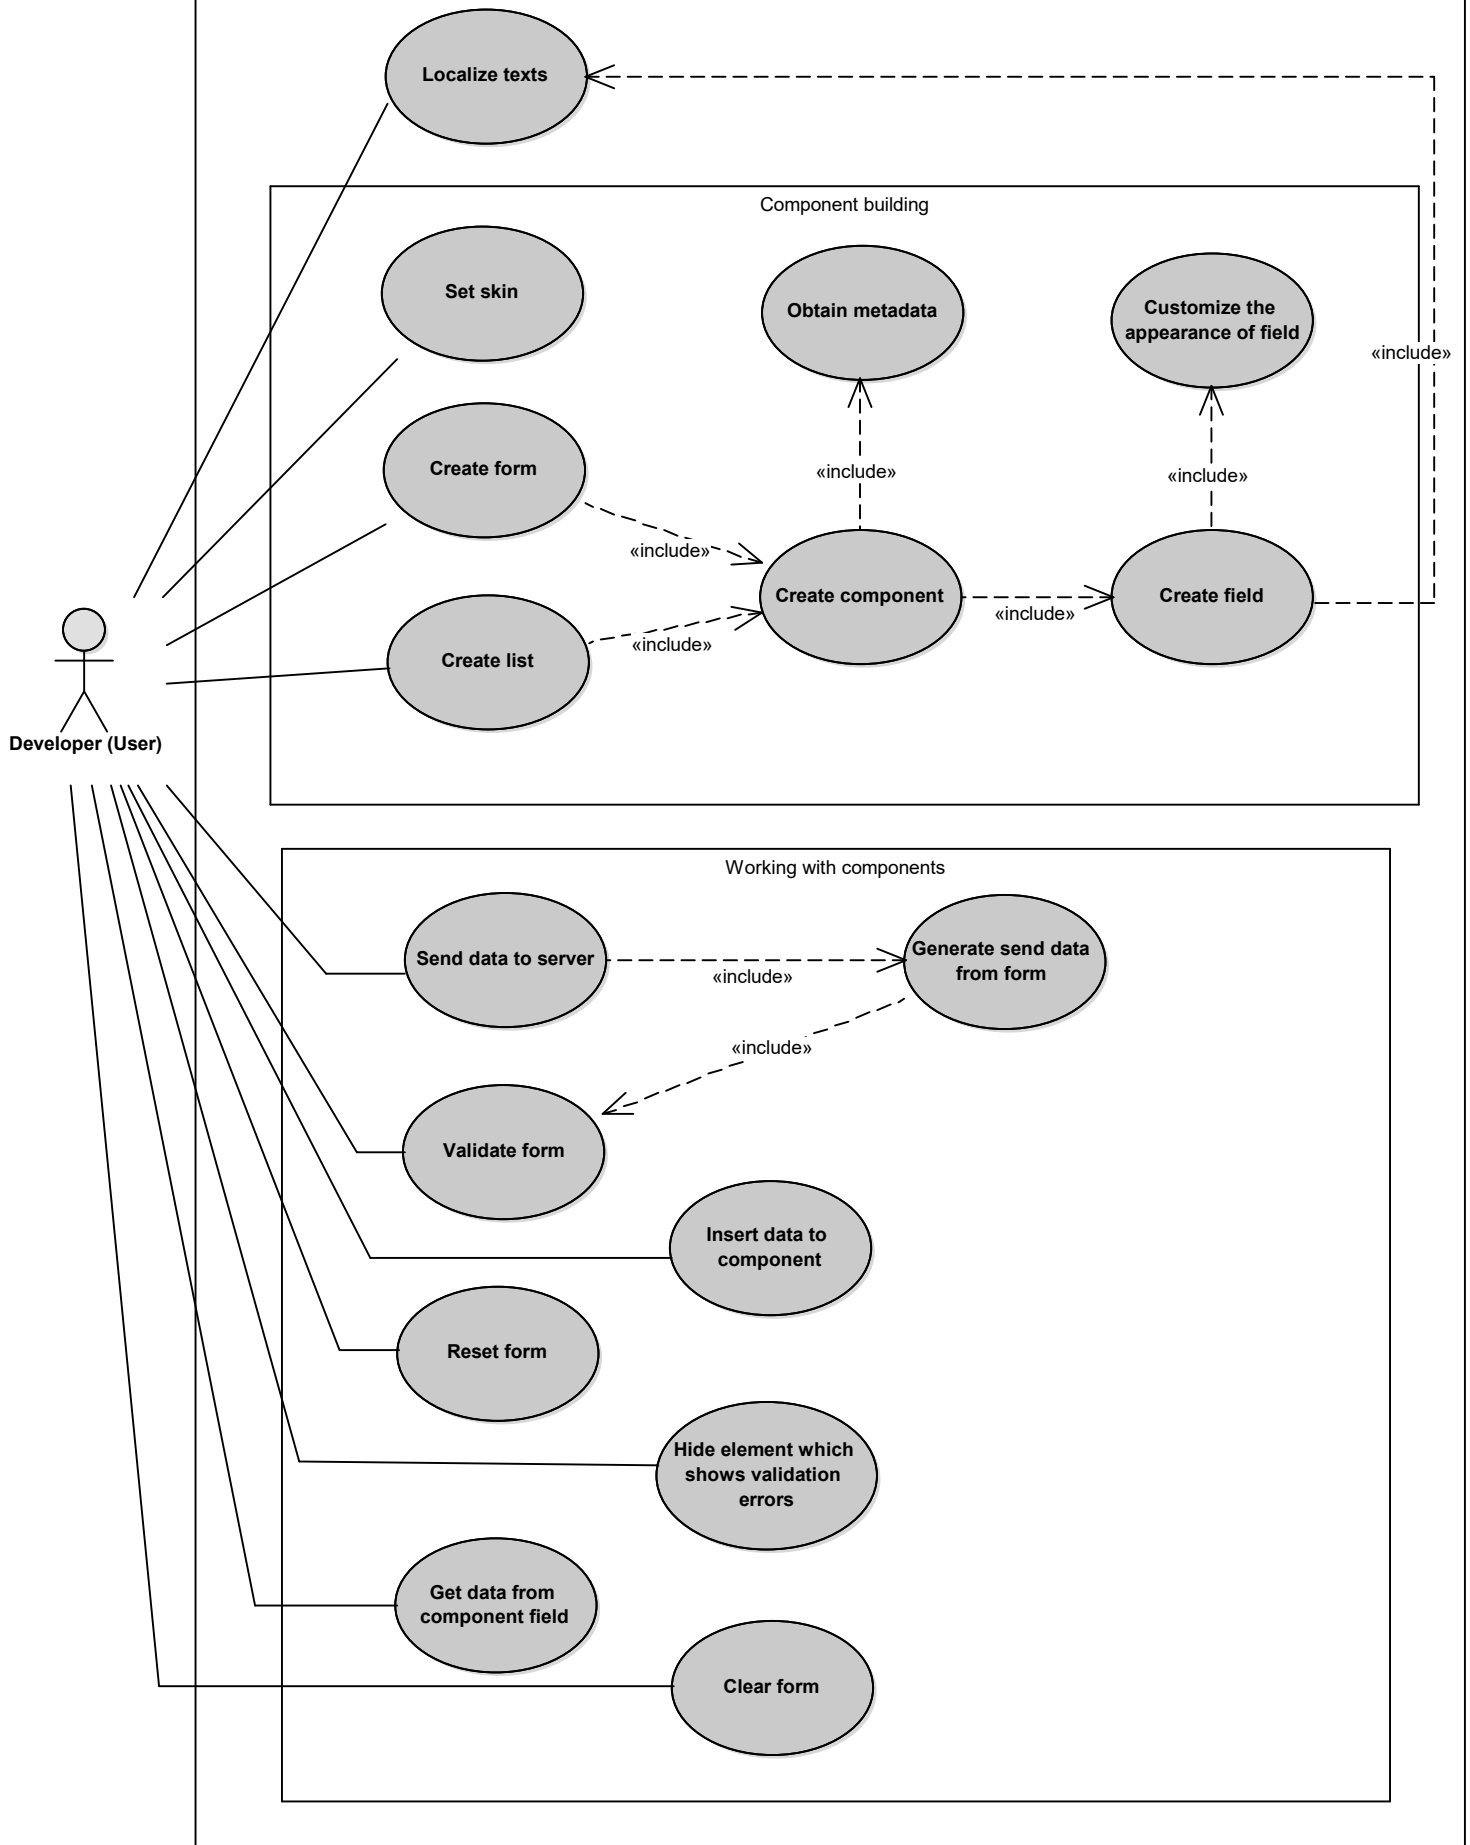 Localize texts
Component building
Set skin
Obtain metadata
Customize the
appearance of field
«include»
Create form
«include»
«include»
«include»
Create component
Create field
«include»
«include»
Create list
Developer (User)
Working with components
Send data to server
Generate send data
from form
«include»
«include»
Validate form
Insert data to
component
Reset form
Hide element which
shows validation
errors
Get data from
component field
Clear form